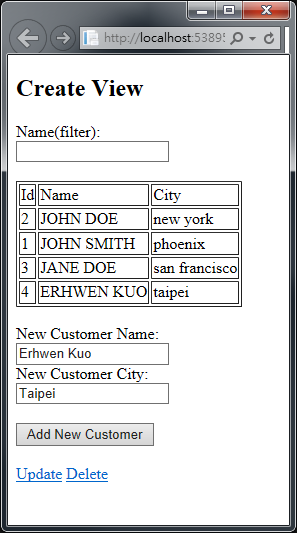 http://localhost:53895
Create View
Name(filter):
Id Name City
2 JOHN DOE new york
1 JOHN SMITH phoenix
3 JANE DOE san francisco
4 ERHWEN KUO taipei
New Customer Name:
Erhwen Kuo
New Customer City:
Taipei
Add New Customer
Update Delete